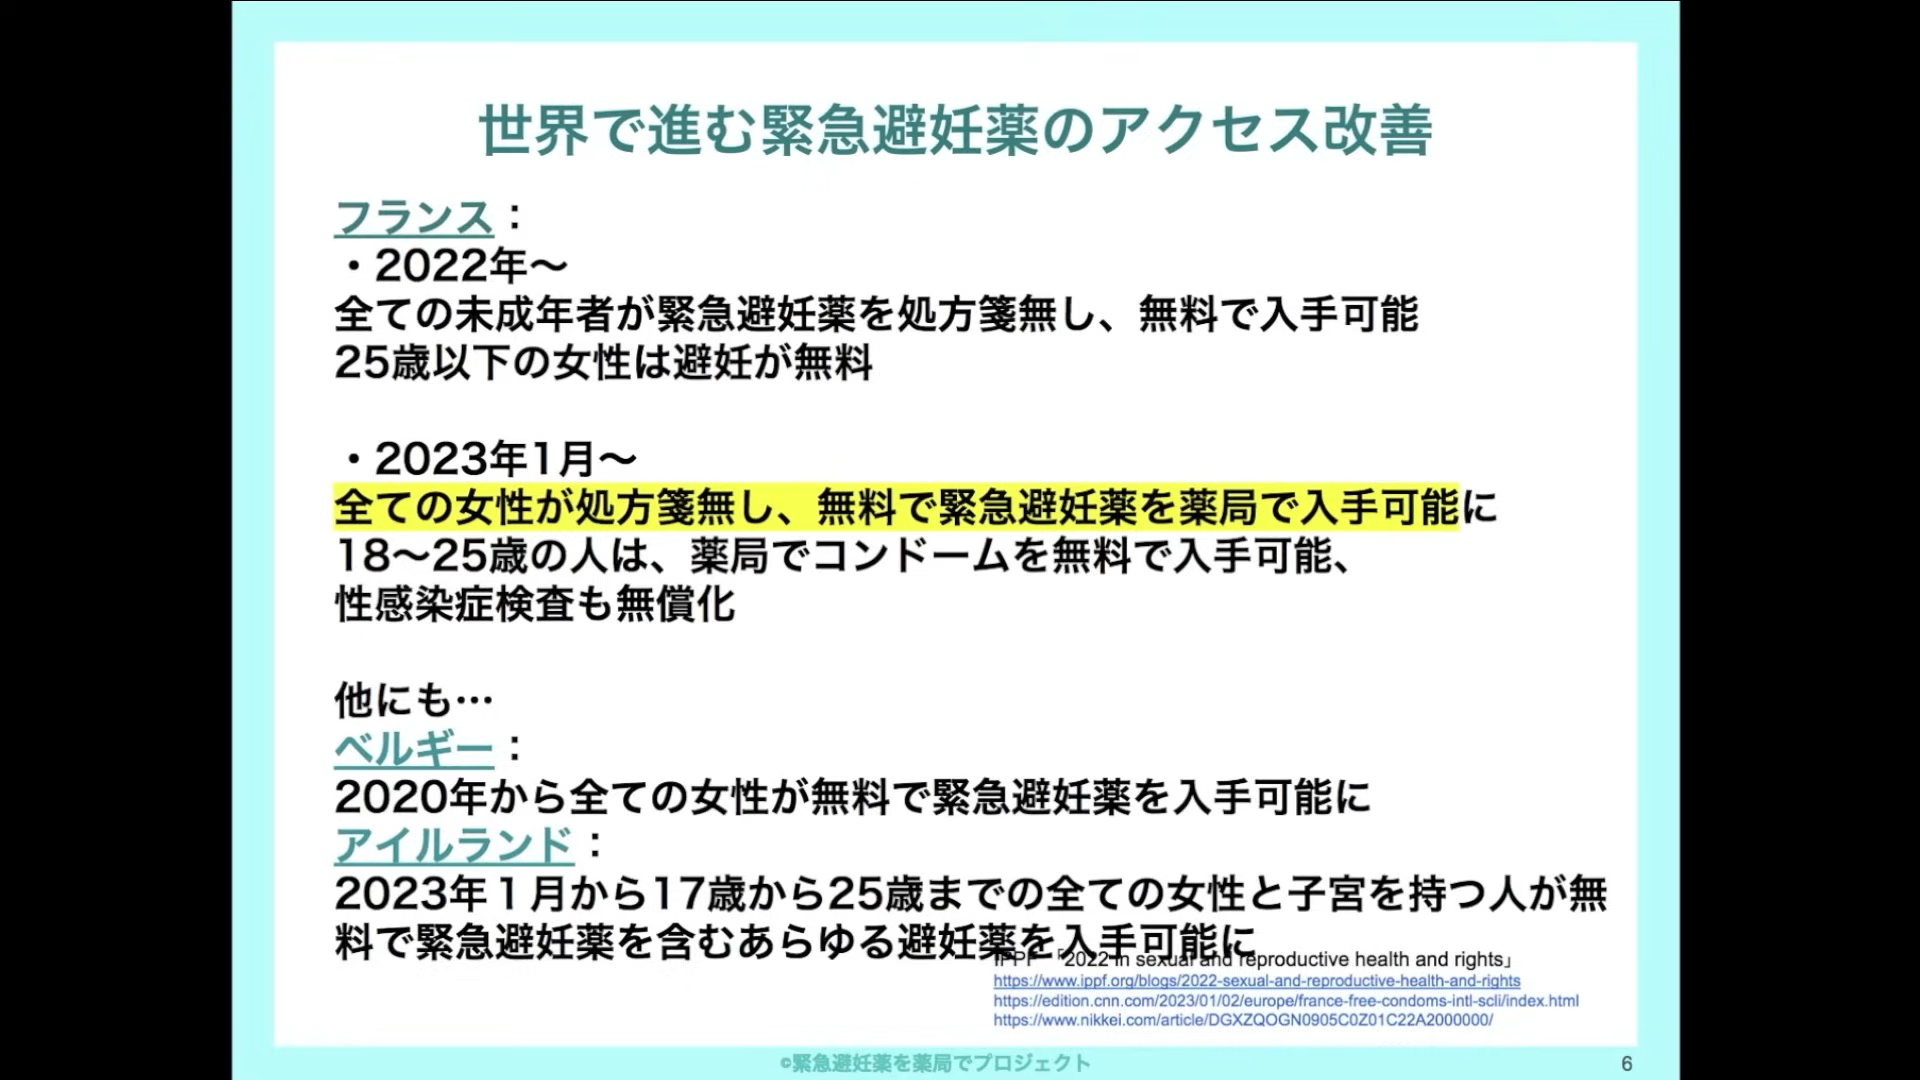 世界で進む緊急避妊薬のアクセス改善
フランス：
・2022年〜
全ての未成年者が緊急避妊薬を処方箋無し、無料で入手可能
25歳以下の女性は避妊が無料
・2023年1月〜
全ての女性が処方箋無し、無料で緊急避妊薬を薬局で入手可能に
18〜25歳の人は、薬局でコンドームを無料で入手可能、
性感染症検査も無償化
他にも…
ベルギー：
2020年から全ての女性が無料で緊急避妊薬を入手可能に
アイルランド：
2023年１月から17歳から25歳までの全ての女性と子宮を持つ人が無
料で緊急避妊薬を含むあらゆる避妊薬を入手可能に
IPPF 「2022 in sexual and reproductive health and rights」
https://www.ippf.org/blogs/2022-sexual-and-reproductive-health-and-rights
https://edition.cnn.com/2023/01/02/europe/france-free-condoms-intl-scli/index.html
https://www.nikkei.com/article/DGXZQOGN0905C0Z01C22A2000000/
©緊急避妊薬を薬局でプロジェクト
6